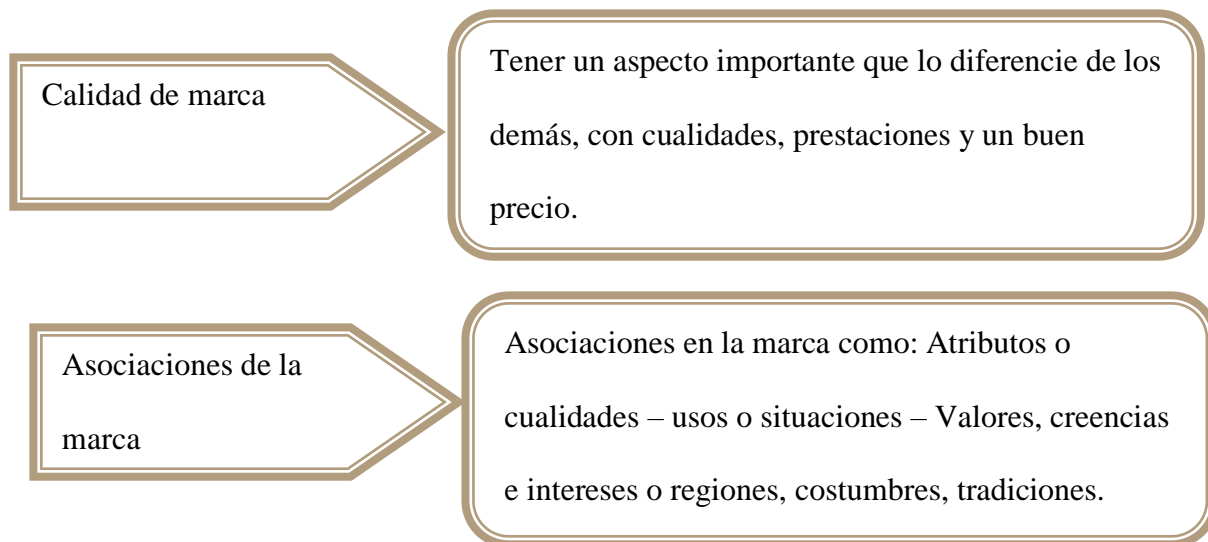 Calidad de marca
Tener un aspecto importante que lo diferencie de los
demás, con cualidades, prestaciones y un buen
precio.
Asociaciones de la
marca
Asociaciones en la marca como: Atributos o
cualidades – usos o situaciones – Valores, creencias
e intereses o regiones, costumbres, tradiciones.